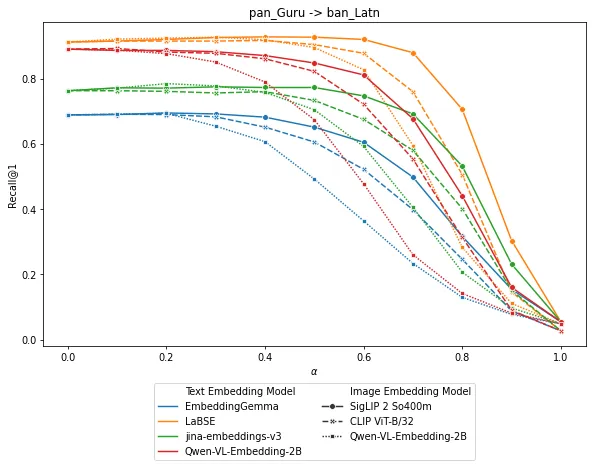 pan_Guru -> ban_Latn
Recall@1
0.8
0.6
0.4
0.2
0.0
0.0 0.2 0.4 0.6 0.8 1.0
α
Text Embedding Model Image Embedding Model
EmbeddingGemma SigLIP 2 So400m
LaBSE CLIP ViT-B/32
jina-embeddings-v3 Qwen-VL-Embedding-2B
Qwen-VL-Embedding-2B